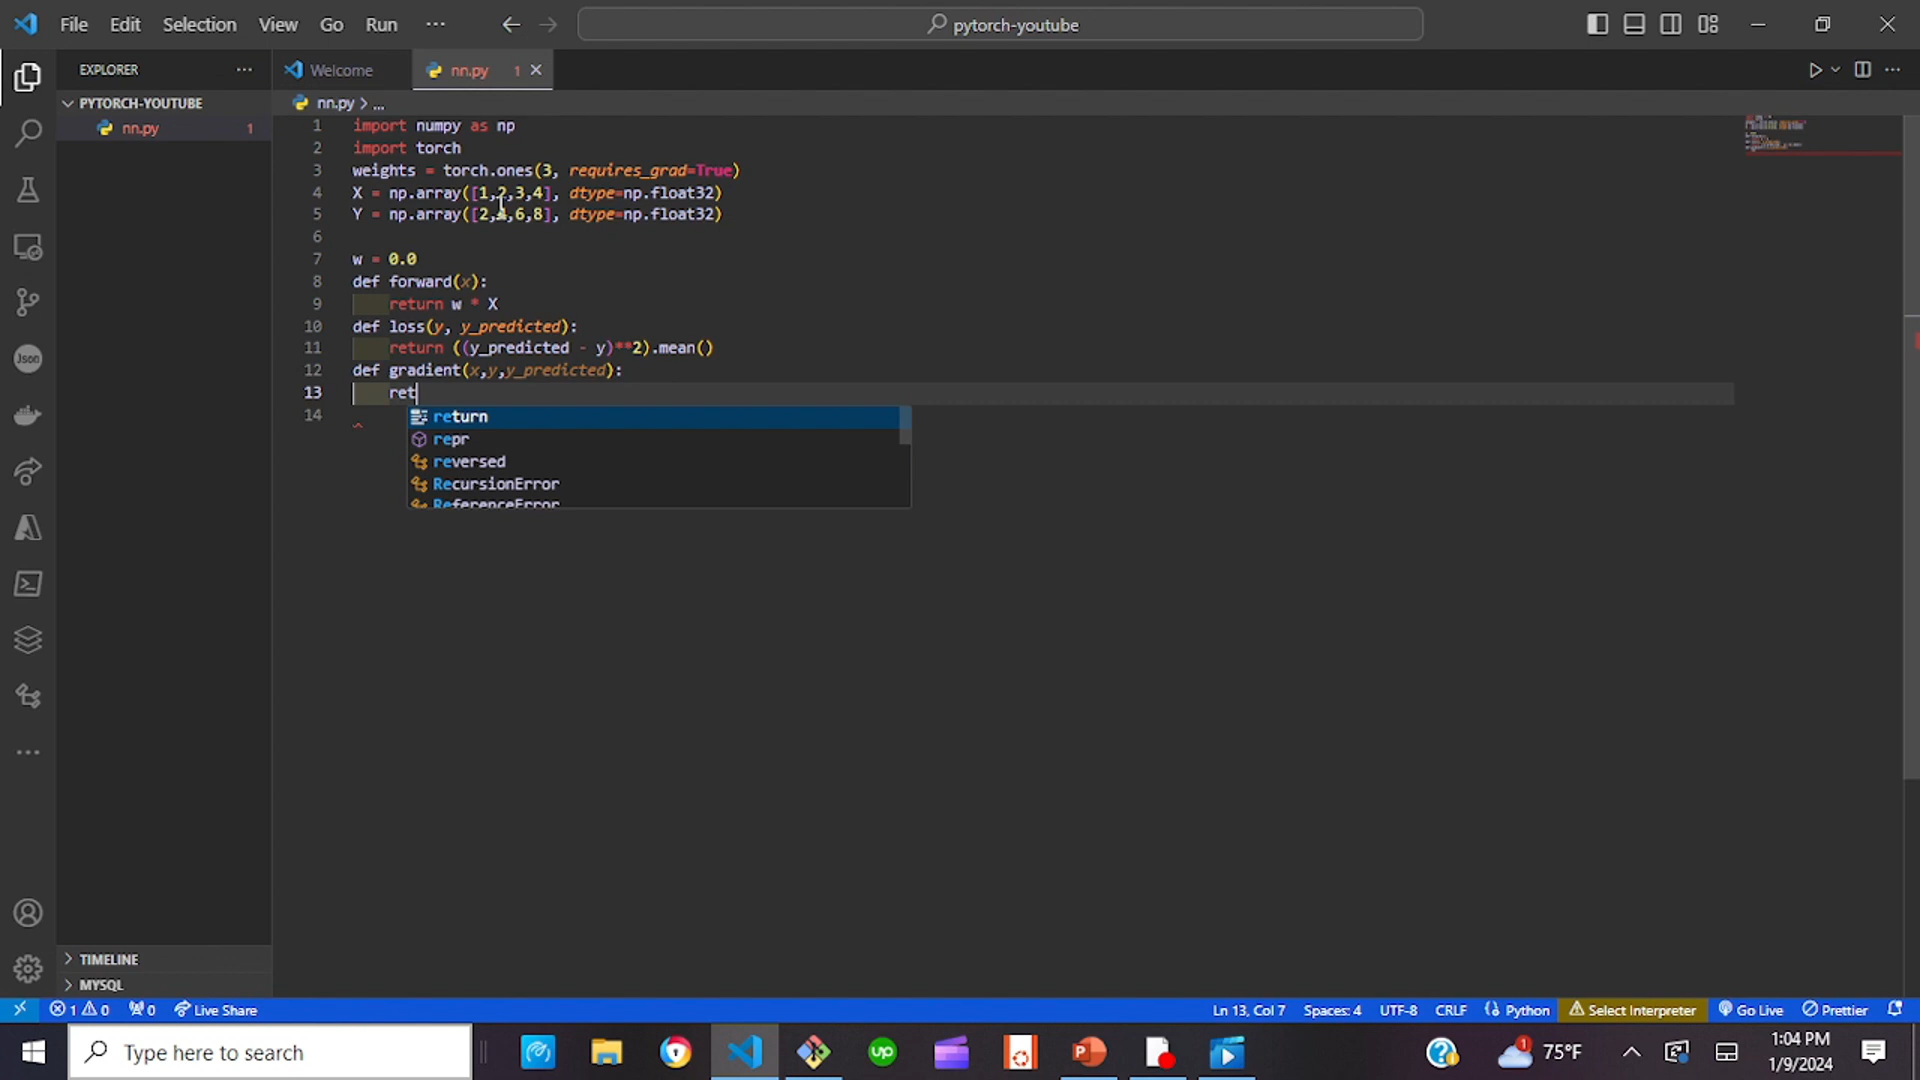 File Edit Selection View Go Run ··· pytorch-youtube
EXPLORER ··· Welcome nn.py 1
PYTORCH-YOUTUBE
nn.py > ...
nn.py 1
1 import numpy as np
2 import torch
3 weights = torch.ones(3, requires_grad=True)
4 X = np.array([1,2,3,4], dtype=np.float32)
5 Y = np.array([2,4,6,8], dtype=np.float32)
6
7 w = 0.0
8 def forward(x):
9 return w * X
10 def loss(y, y_predicted):
11 return ((y_predicted - y)**2).mean()
12 def gradient(x,y,y_predicted):
13 ret
14
return
repr
reversed
RecursionError
ReferenceError
Json
TIMELINE
MYSQL
1 0 0 Live Share Ln 13, Col 7 Spaces: 4 UTF-8 CRLF Python Select Interpreter Go Live Prettier
Type here to search up 1 75°F 1:04 PM
1/9/2024